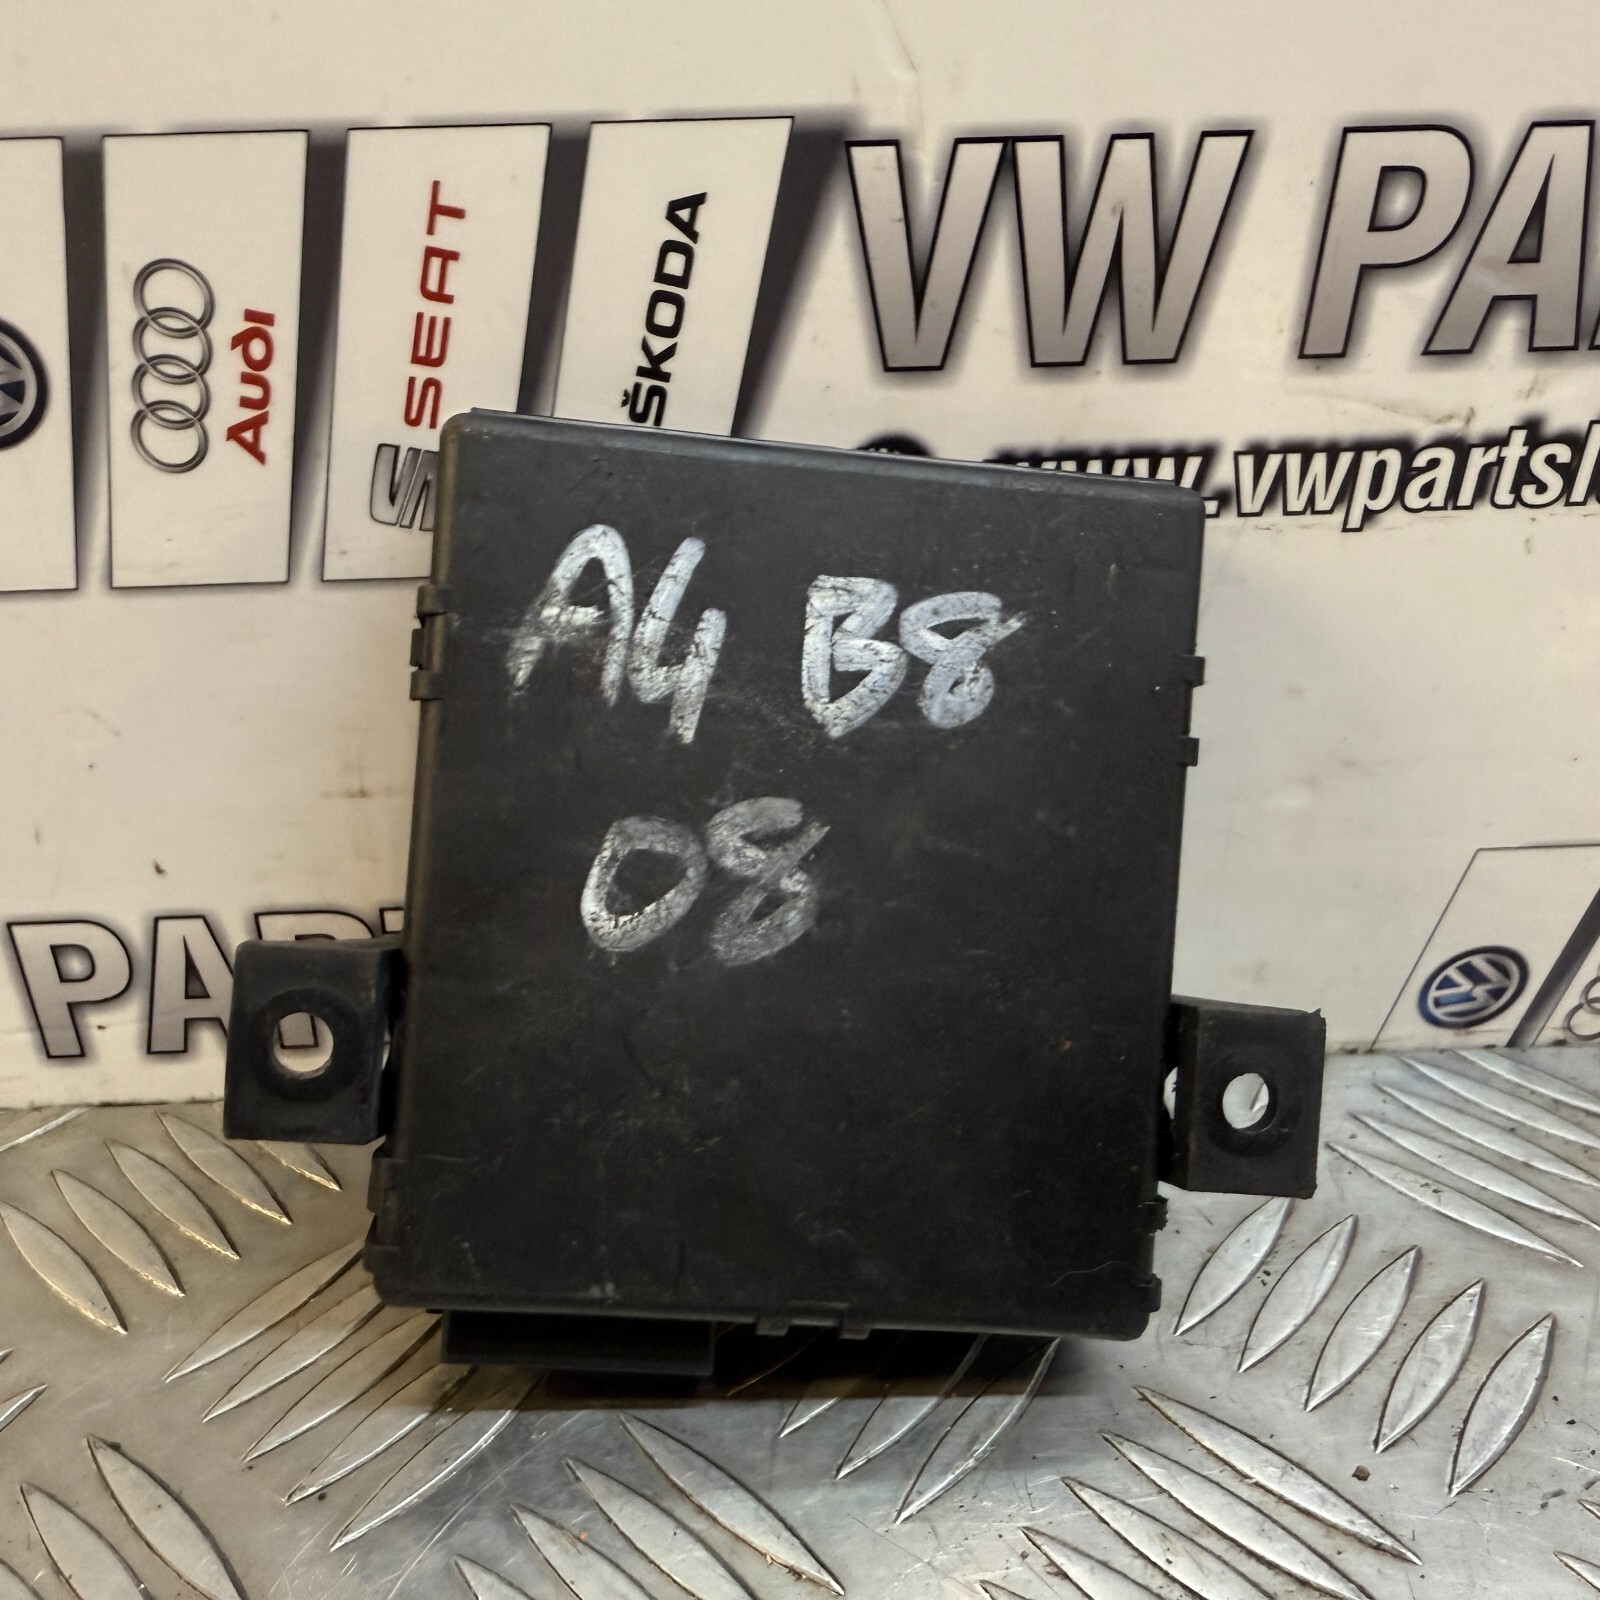 Audi
SEAT
ŠKODA
VW PA
www.vwpartsl
A4 B8
08
PAR